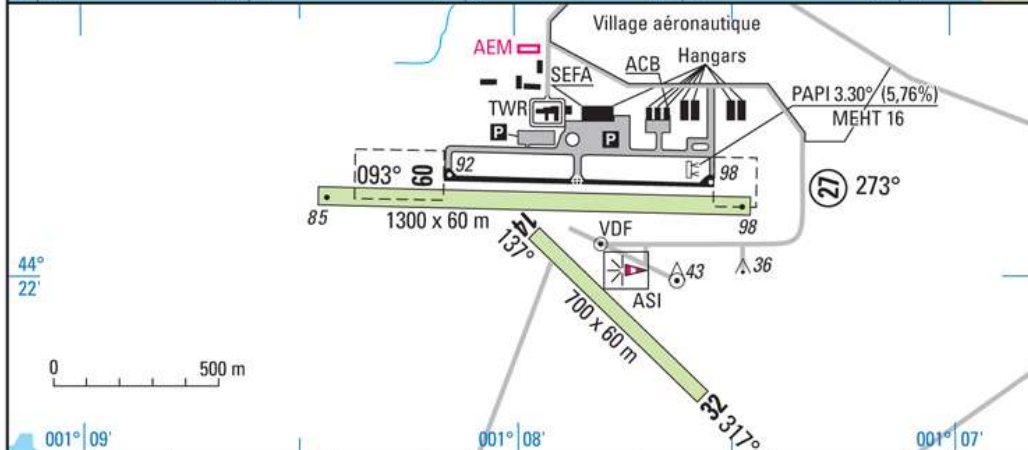 Village aéronautique
AEM
Hangars
SEFA
ACB
PAPI 3.30° (5,76%)
MEHT 16
TWR
P
P
093°
09
92
98
27
273°
85
1300 x 60 m
98
14
137°
VDF
44°
22'
43
36
ASI
700 x 60 m
0
500 m
32
317°
001° 09'
001° 08'
001° 07'